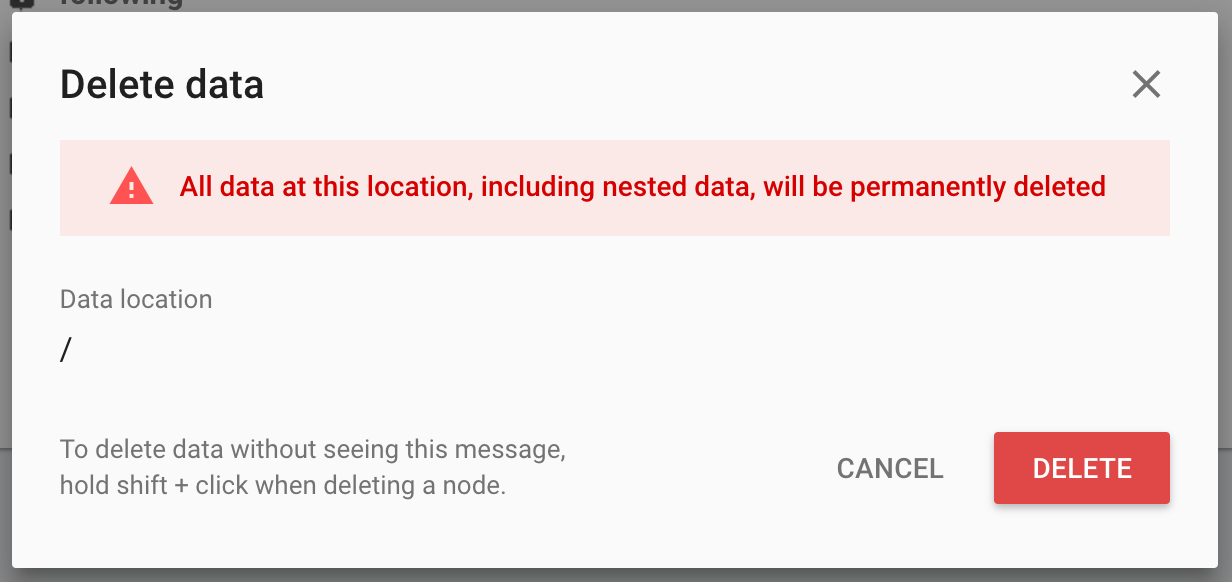 following
Delete data
All data at this location, including nested data, will be permanently deleted
Data location
/
To delete data without seeing this message,
hold shift + click when deleting a node.
CANCEL
DELETE